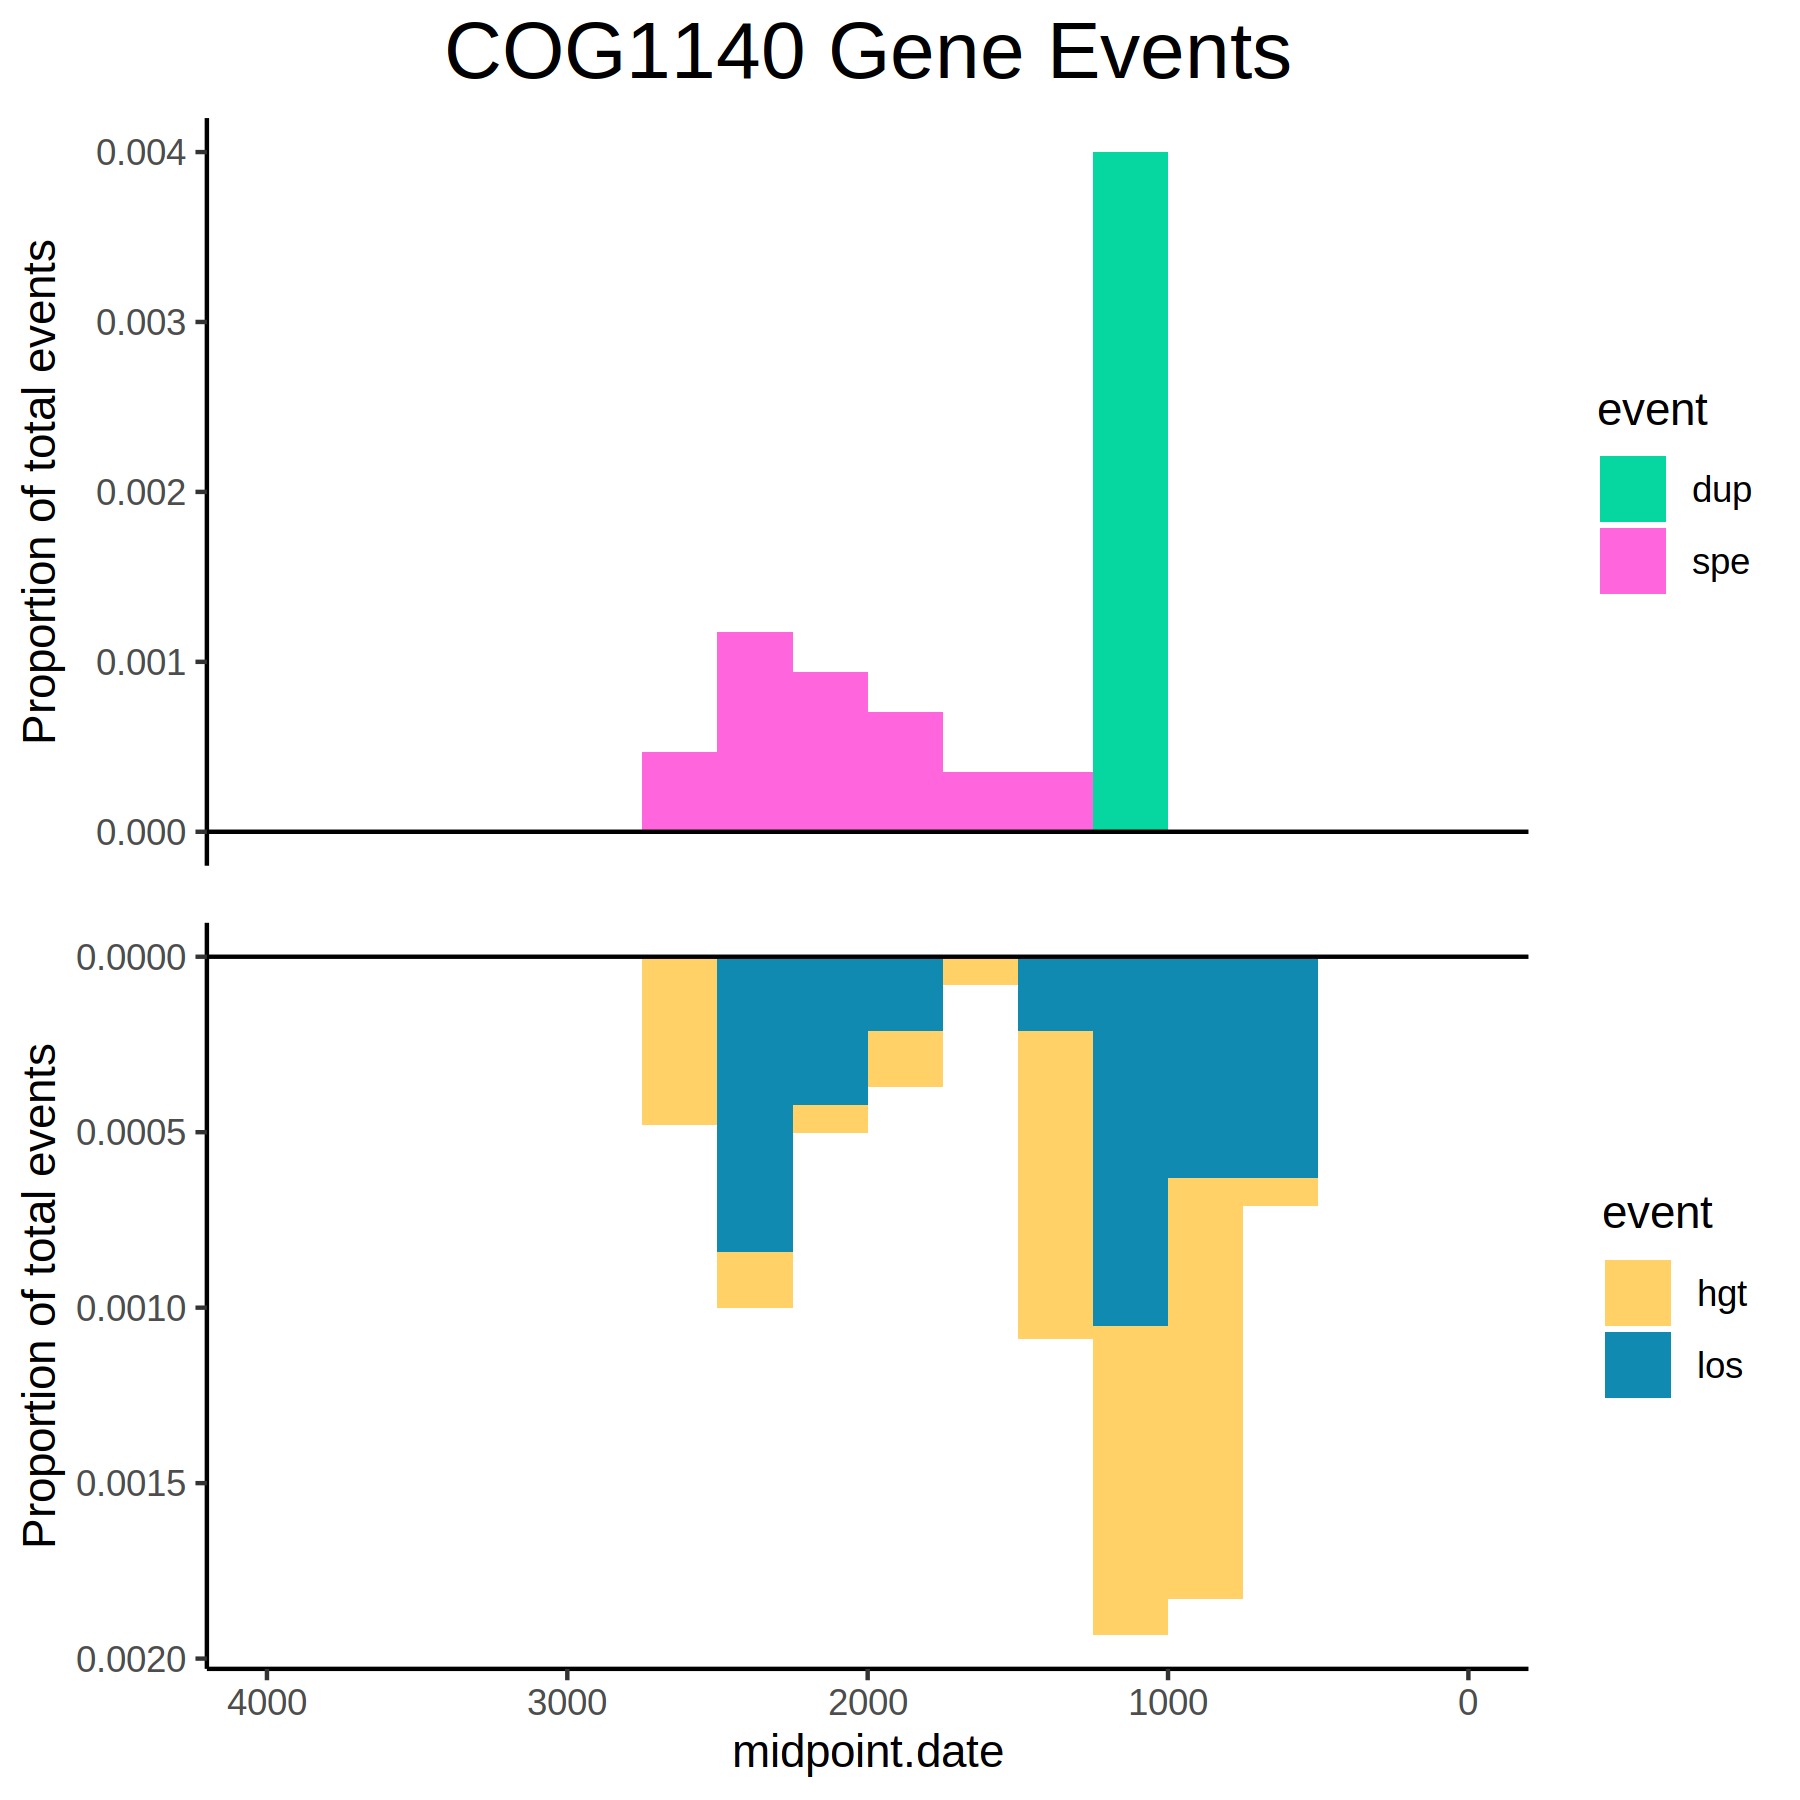 COG1140 Gene Events
0.004
0.003
0.002
0.001
0.000
Proportion of total events
event
dup
spe
0.0000
0.0005
0.0010
0.0015
0.0020
Proportion of total events
event
hgt
los
4000 3000 2000 1000 0
midpoint.date